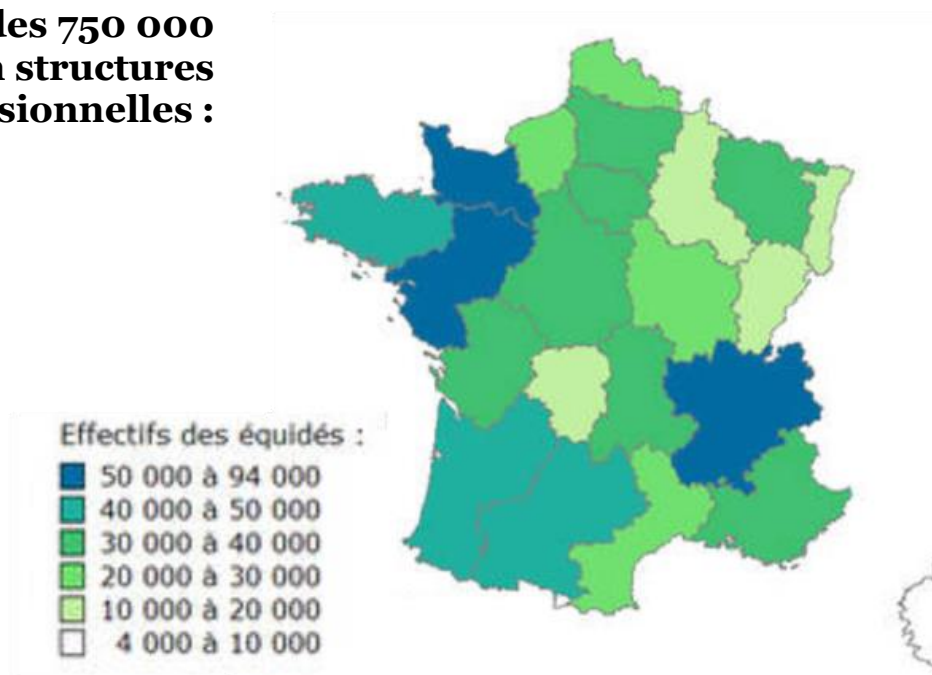 des 750 000
structures
sionnelles :
Effectifs des équidés :
50 000 à 94 000
40 000 à 50 000
30 000 à 40 000
20 000 à 30 000
10 000 à 20 000
4 000 à 10 000